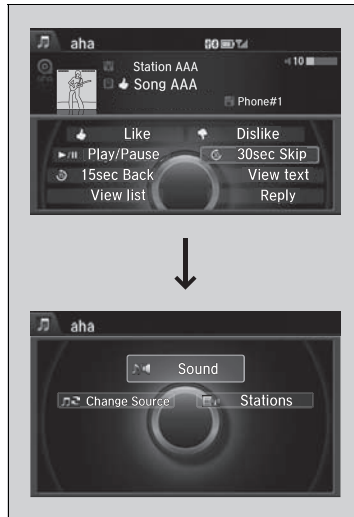 aha
Station AAA
10
Song AAA
Phone#1
Like Dislike
Play/Pause 30sec Skip
15sec Back View text
View list Reply
aha
Sound
Change Source Stations